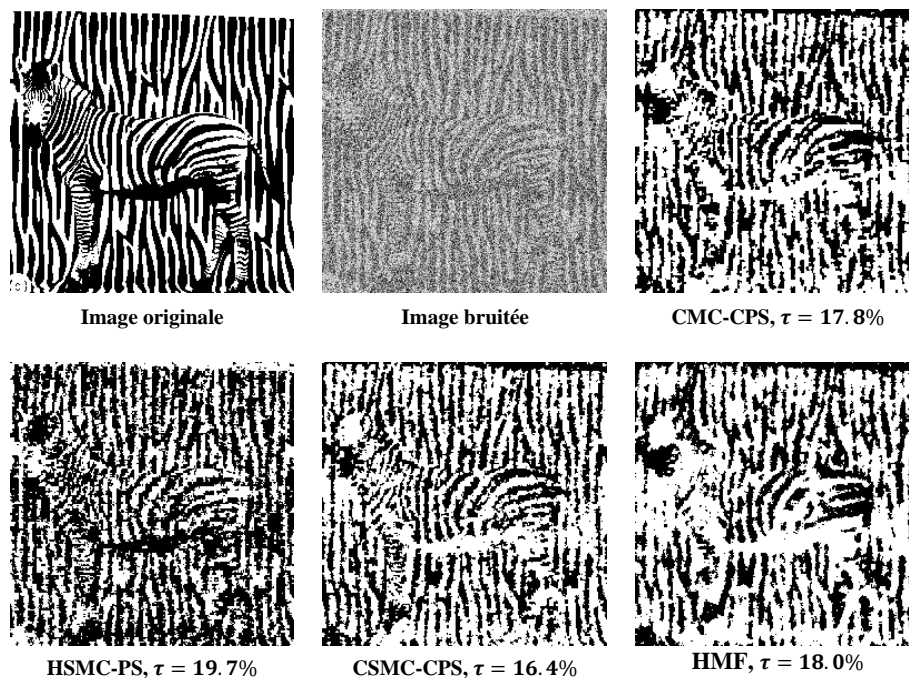 Image originale
Image bruitée
CMC-CPS, τ = 17.8%
HSMC-PS, τ = 19.7%
CSMC-CPS, τ = 16.4%
HMF, τ = 18.0%